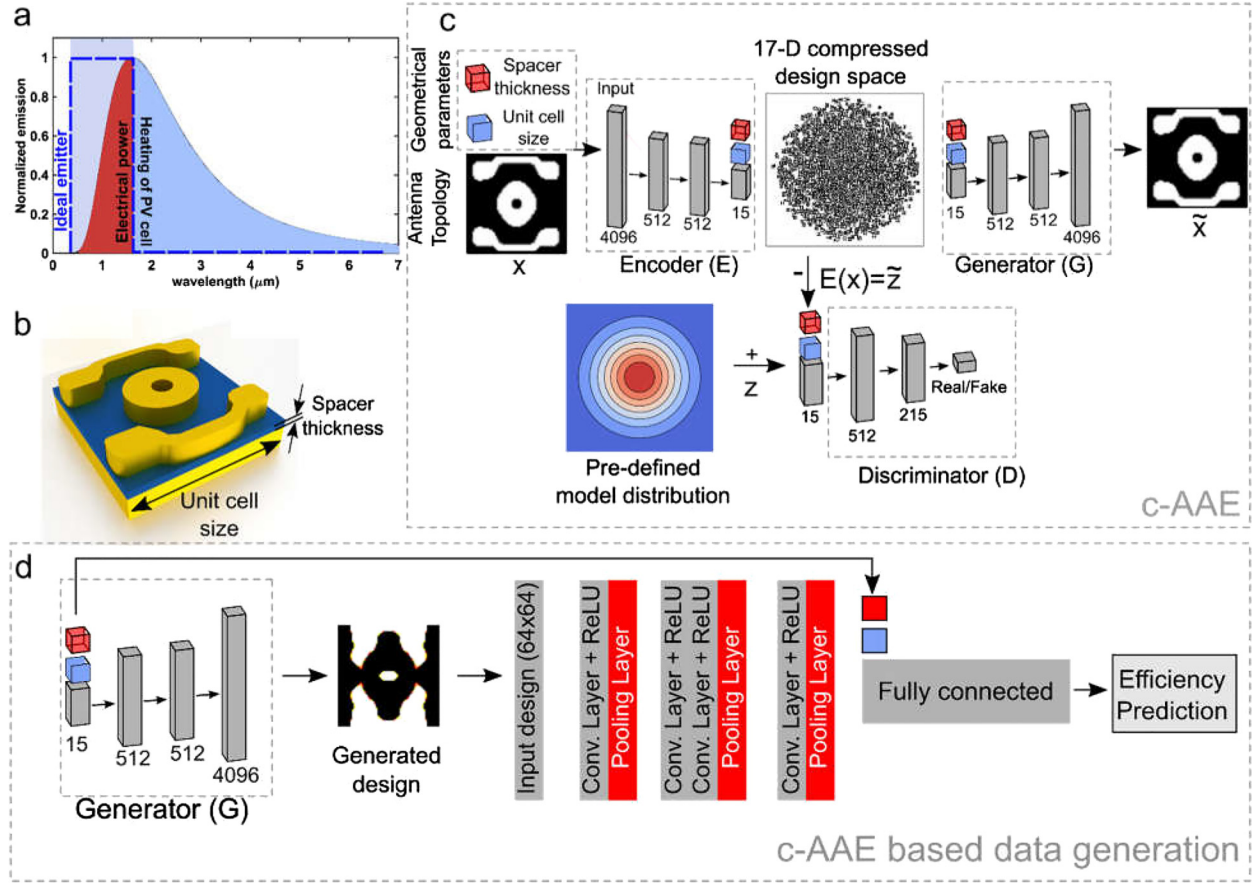 a
Normalized emission
1
0.8
0.6
0.4
0.2
0
Ideal emitter
Electrical power
Heating of PV cell
0
1
2
3
4
5
6
7
wavelength (μm)
b
Spacer
thickness
Unit cell
size
c
Geometrical
parameters
Antenna
Topology
Spacer
thickness
Unit cell
size
x
Input
4096
512
512
15
Encoder (E)
17-D compressed
design space
15
512
512
4096
Generator (G)
x̃
-
E(x)=z̃
Pre-defined
model distribution
+
z
15
512
215
Real/Fake
Discriminator (D)
c-AAE
d
15
512
512
4096
Generator (G)
Generated
design
Input design (64x64)
Conv. Layer + ReLU
Pooling Layer
Conv. Layer + ReLU
Conv. Layer + ReLU
Pooling Layer
Conv. Layer + ReLU
Pooling Layer
Fully connected
Efficiency
Prediction
c-AAE based data generation